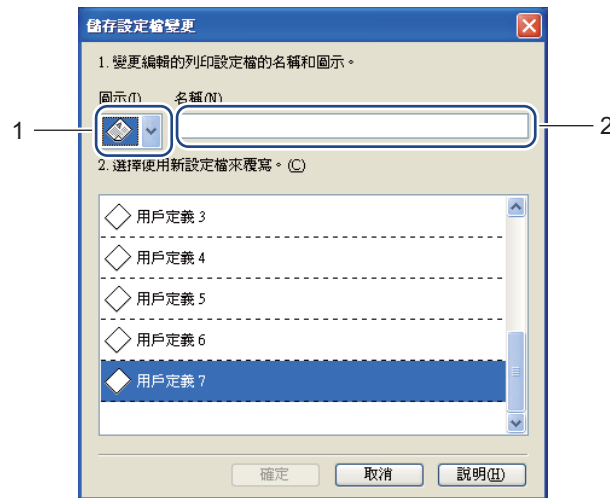 儲存設定檔變更
1. 變更編輯的列印設定檔的名稱和圖示。
圖示(I) 名稱(N)
1
2
2. 選擇使用新設定檔來覆寫。(C)
用戶定義 3
用戶定義 4
用戶定義 5
用戶定義 6
用戶定義 7
確定 取消 說明(H)